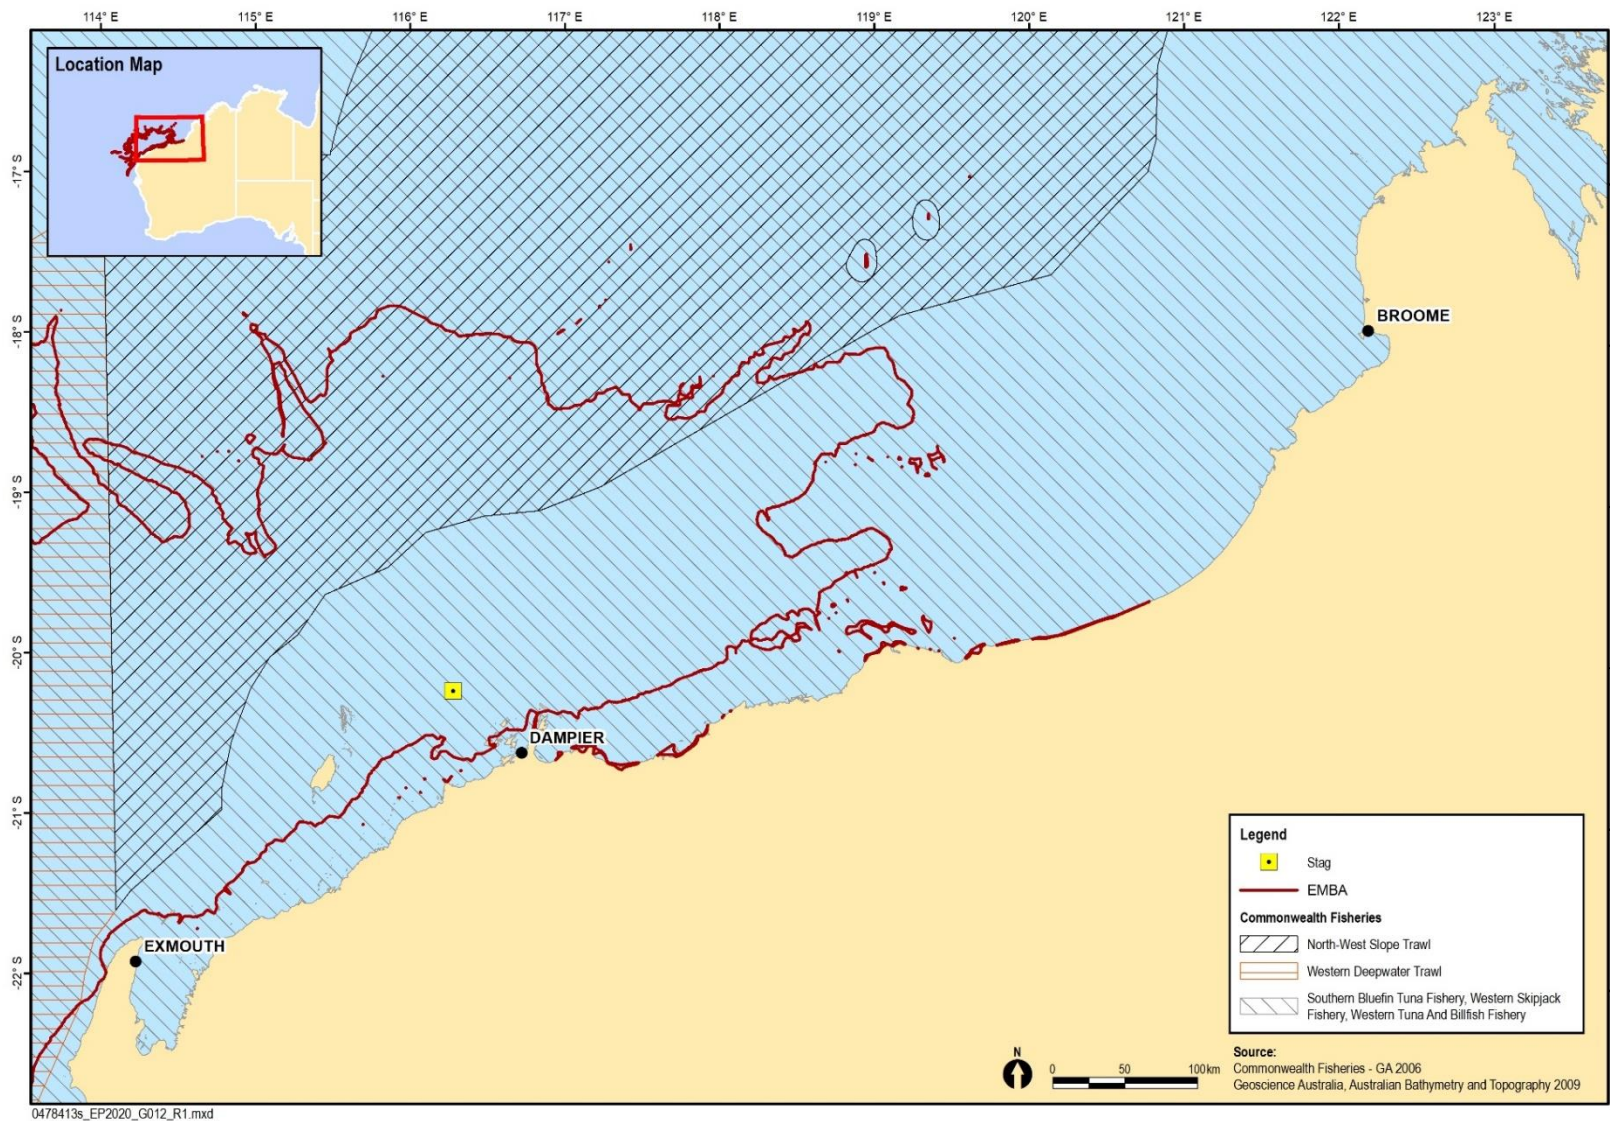 114° E 115° E 116° E 117° E 118° E 119° E 120° E 121° E 122° E 123° E
Location Map
-17° S
-18° S
-19° S
-20° S
-21° S
-22° S
BROOME
DAMPIER
EXMOUTH
Legend
Stag
EMBA
Commonwealth Fisheries
North-West Slope Trawl
Western Deepwater Trawl
Southern Bluefin Tuna Fishery, Western Skipjack
Fishery, Western Tuna And Billfish Fishery
N
0 50 100 km
Source:
Commonwealth Fisheries - GA 2006
Geoscience Australia, Australian Bathymetry and Topography 2009
0478413s_EP2020_G012_R1.mxd